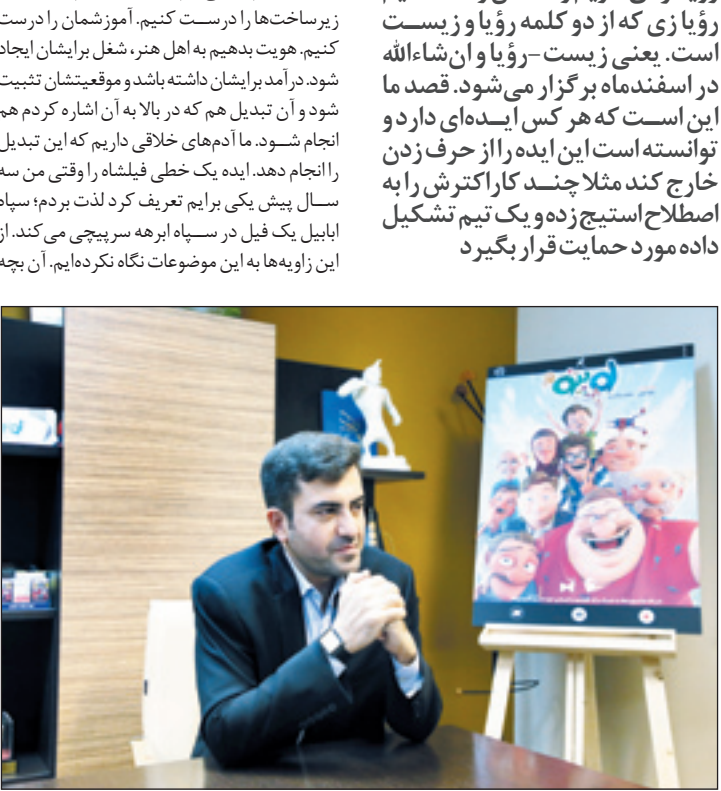 رؤیا زی که از دو کلمه رؤیا و زیست
است. یعنی زیست-رؤیا و ان‌شاءالله
در اسفندماه برگزار می‌شود. قصد ما
این است که هر کس ایده‌ای دارد و
توانسته است این ایده را از حرف زدن
خارج کند مثلا چند کاراکترش را به
اصطلاح استیج زده و یک تیم تشکیل
داده مورد حمایت قرار بگیرد
زیرساخت‌ها را درست کنیم. آموزشمان را درست
کنیم. هویت بدهیم به اهل هنر، شغل برایشان ایجاد
شود. درآمد برایشان داشته باشد و موقعیتشان تثبیت
شود و آن تبدیل هم که در بالا به آن اشاره کردم هم
انجام شود. ما آدم‌های خلاقی داریم که این تبدیل
را انجام دهد. ایده یک خطی فیلشاه را وقتی من سه
سال پیش یکی برایم تعریف کرد لذت بردم؛ سپاه
ابابیل یک فیل در سپاه ابرهه سرپیچی می‌کند. از
این زاویه‌ها به این موضوعات نگاه نکرده‌ایم. آن بچه